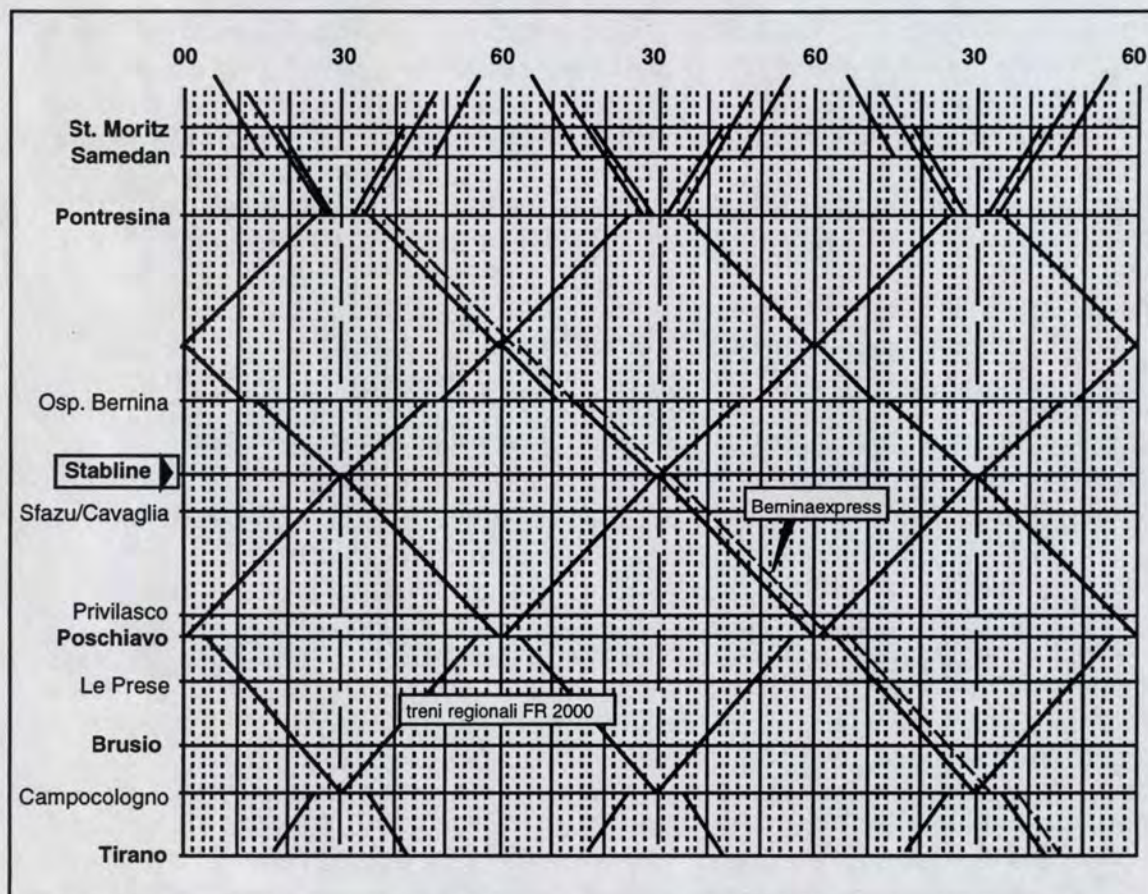 00 30 60 30 60 30 60
St. Moritz
Samedan
Pontresina
Osp. Bernina
Stabline
Sfazu/Cavaglia
Berninaexpress
Privilasco
Poschiavo
Le Prese
treni regionali FR 2000
Brusio
Campocologno
Tirano